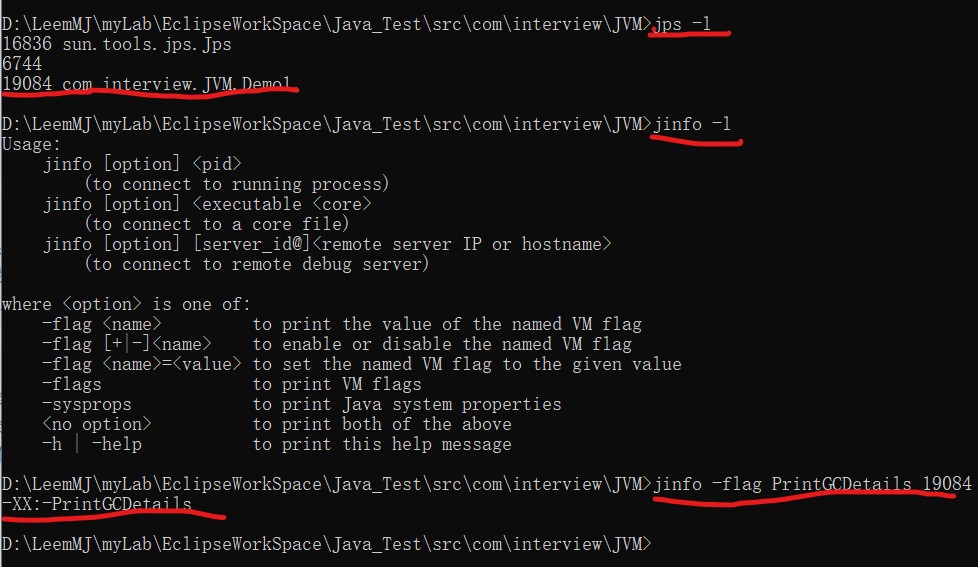 D:\LeemMJ\myLab\EclipseWorkSpace\Java_Test\src\com\interview\JVM>jps -l
16836 sun.tools.jps.Jps
6744
19084 com.interview.JVM.Demo1
D:\LeemMJ\myLab\EclipseWorkSpace\Java_Test\src\com\interview\JVM>jinfo -l
Usage:
    jinfo [option] <pid>
        (to connect to running process)
    jinfo [option] <executable <core>
        (to connect to a core file)
    jinfo [option] [server_id@]<remote server IP or hostname>
        (to connect to remote debug server)
where <option> is one of:
    -flag <name>         to print the value of the named VM flag
    -flag [+|-]<name>    to enable or disable the named VM flag
    -flag <name>=<value> to set the named VM flag to the given value
    -flags               to print VM flags
    -sysprops            to print Java system properties
    <no option>          to print both of the above
    -h | -help           to print this help message
D:\LeemMJ\myLab\EclipseWorkSpace\Java_Test\src\com\interview\JVM>jinfo -flag PrintGCDetails 19084
-XX:-PrintGCDetails
D:\LeemMJ\myLab\EclipseWorkSpace\Java_Test\src\com\interview\JVM>